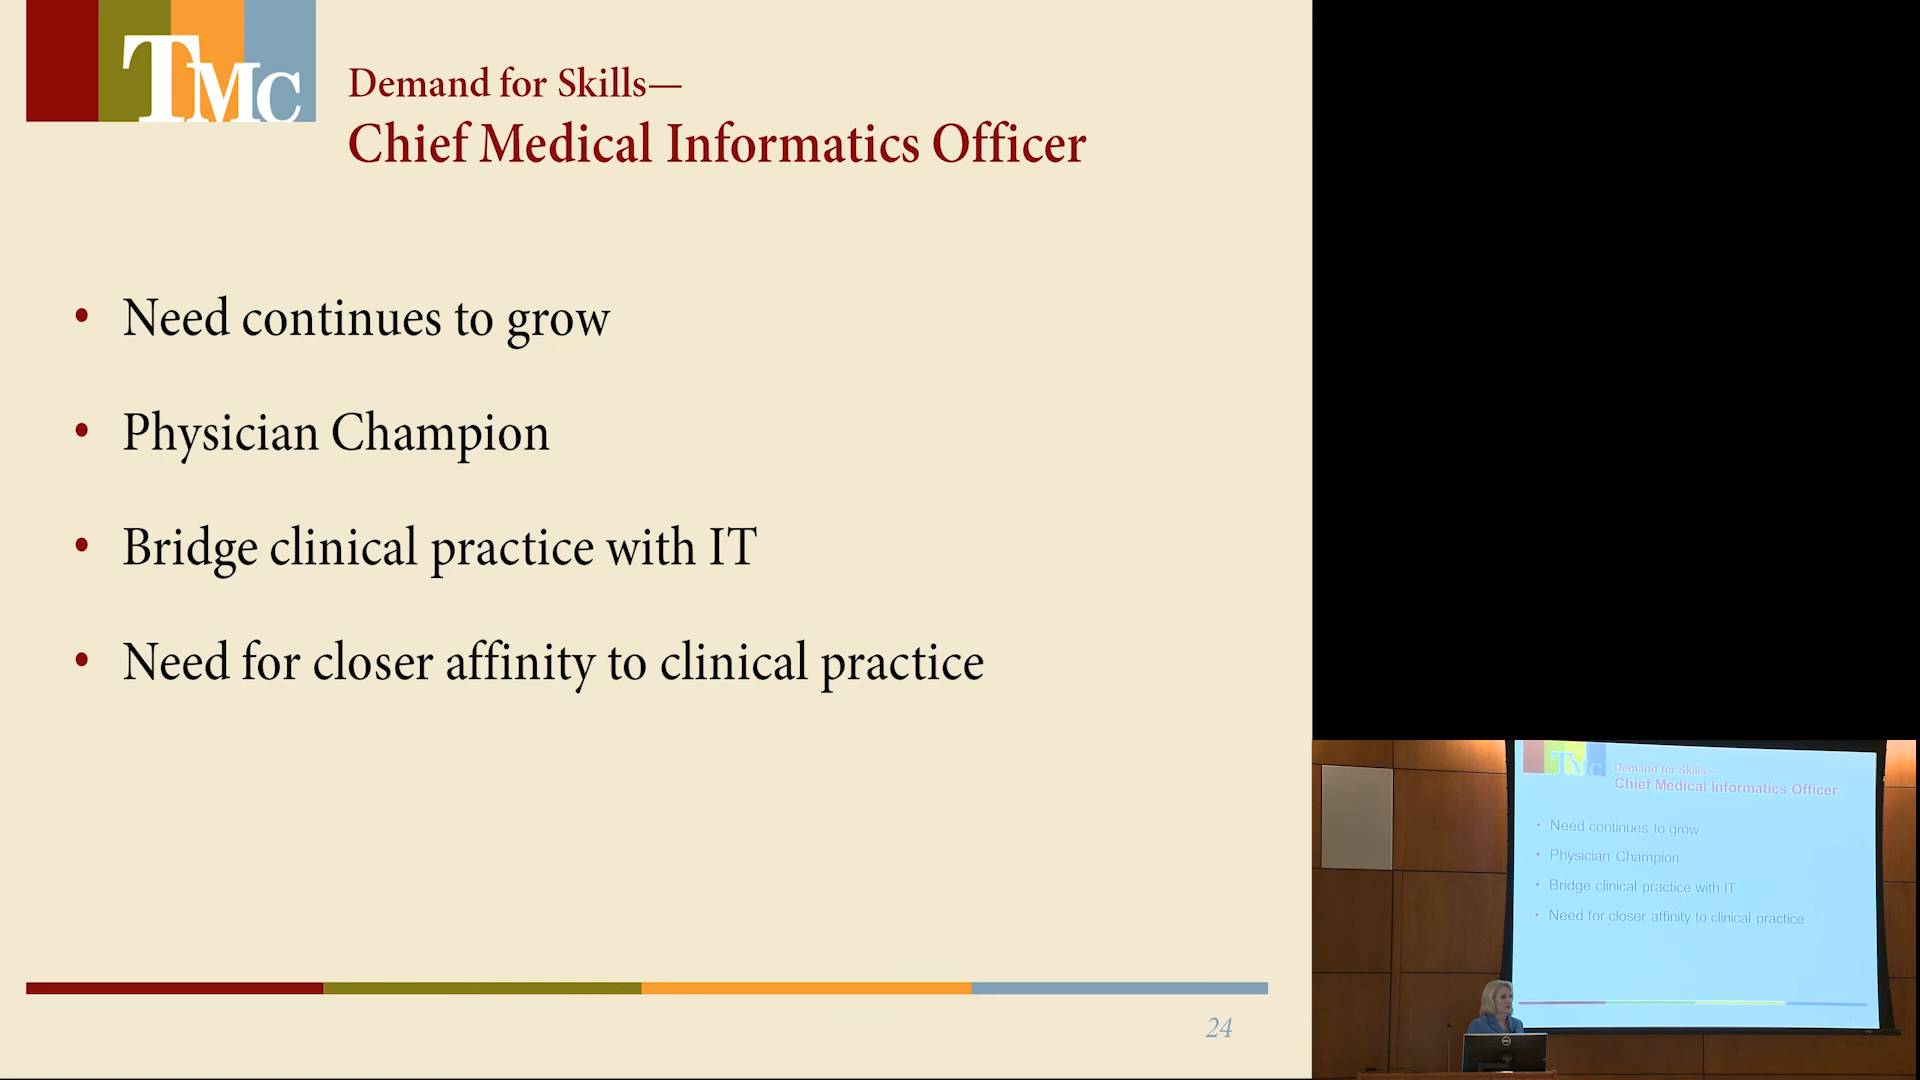 TMC
Demand for Skills—
Chief Medical Informatics Officer
• Need continues to grow
• Physician Champion
• Bridge clinical practice with IT
• Need for closer affinity to clinical practice
24
TMC
Demand for Skills—
Chief Medical Informatics Officer
• Need continues to grow
• Physician Champion
• Bridge clinical practice with IT
• Need for closer affinity to clinical practice